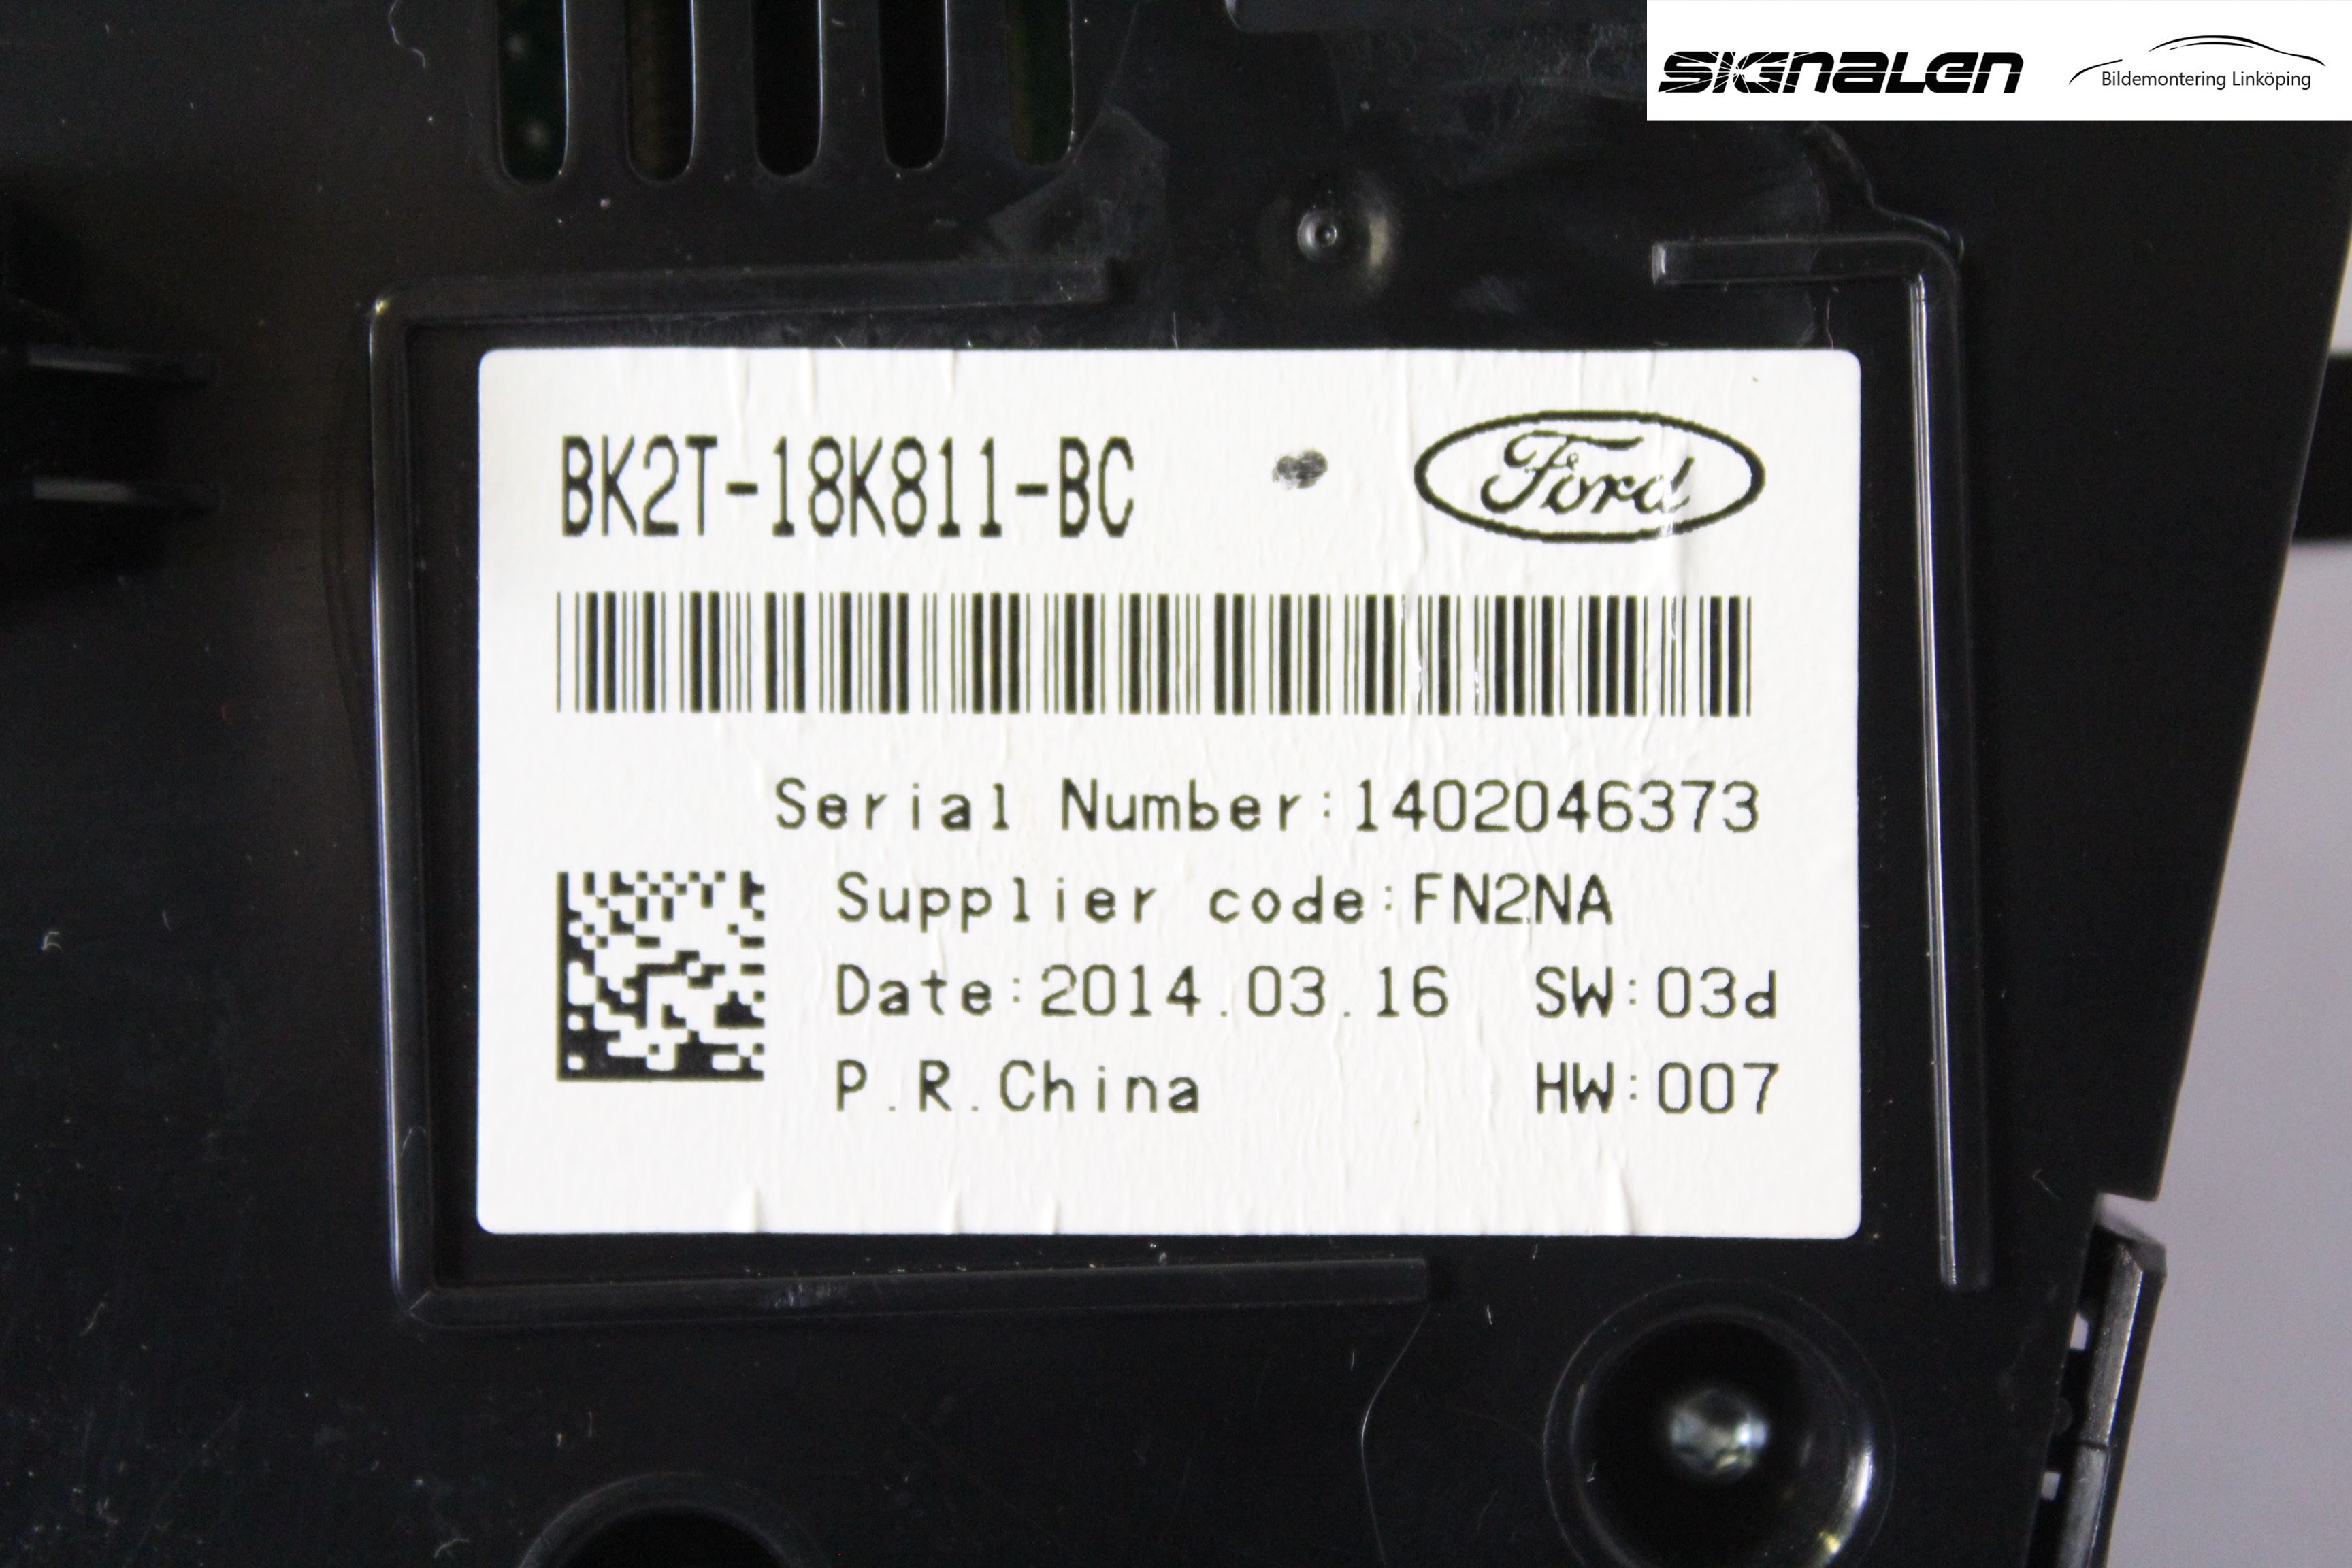 SIGNALEN
Bildemontering Linköping
BK2T-18K811-BC
Ford
Serial Number:1402046373
Supplier code:FN2NA
Date:2014.03.16 SW:03d
P.R.China HW:007